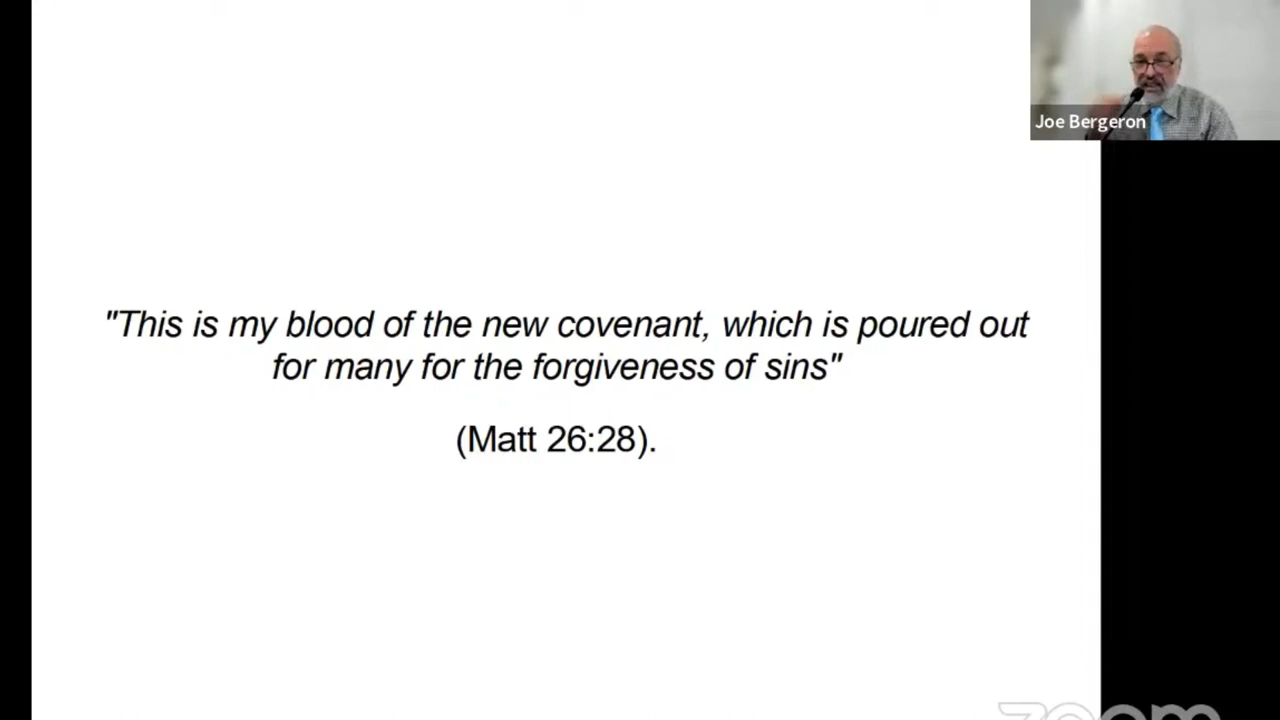 Joe Bergeron
"This is my blood of the new covenant, which is poured out
for many for the forgiveness of sins"
(Matt 26:28).
zoom